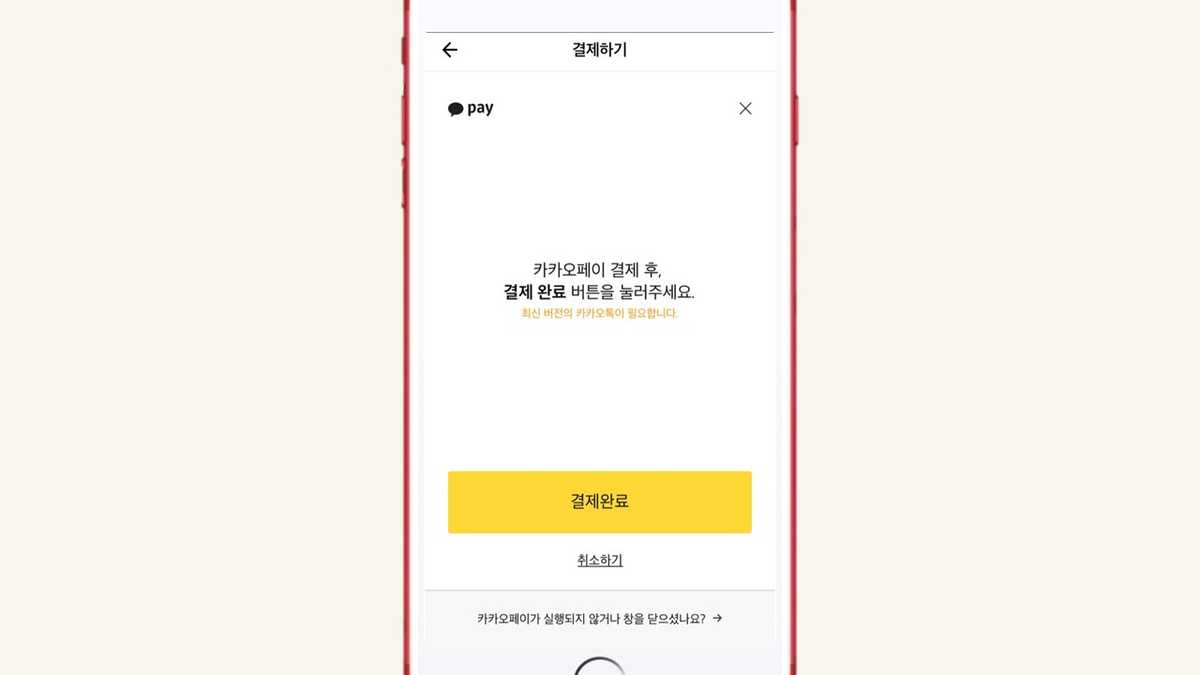 결제하기
pay
카카오페이 결제 후,
결제 완료 버튼을 눌러주세요.
최신 버전의 카카오톡이 필요합니다.
결제완료
취소하기
카카오페이가 실행되지 않거나 창을 닫으셨나요? →